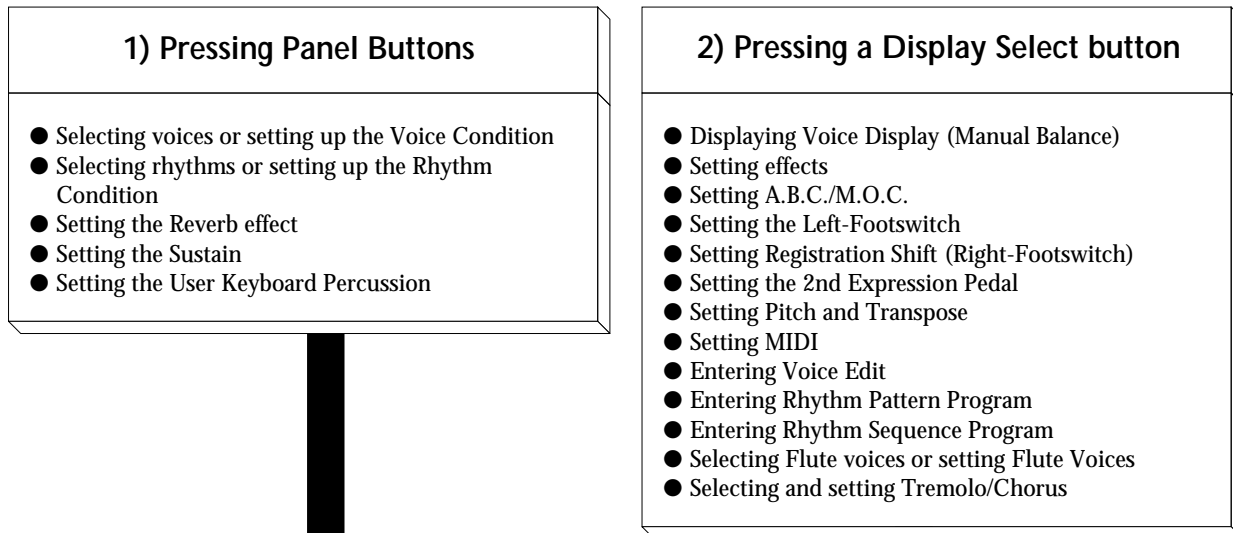 1) Pressing Panel Buttons
● Selecting voices or setting up the Voice Condition
● Selecting rhythms or setting up the Rhythm
Condition
● Setting the Reverb effect
● Setting the Sustain
● Setting the User Keyboard Percussion
2) Pressing a Display Select button
● Displaying Voice Display (Manual Balance)
● Setting effects
● Setting A.B.C./M.O.C.
● Setting the Left-Footswitch
● Setting Registration Shift (Right-Footswitch)
● Setting the 2nd Expression Pedal
● Setting Pitch and Transpose
● Setting MIDI
● Entering Voice Edit
● Entering Rhythm Pattern Program
● Entering Rhythm Sequence Program
● Selecting Flute voices or setting Flute Voices
● Selecting and setting Tremolo/Chorus